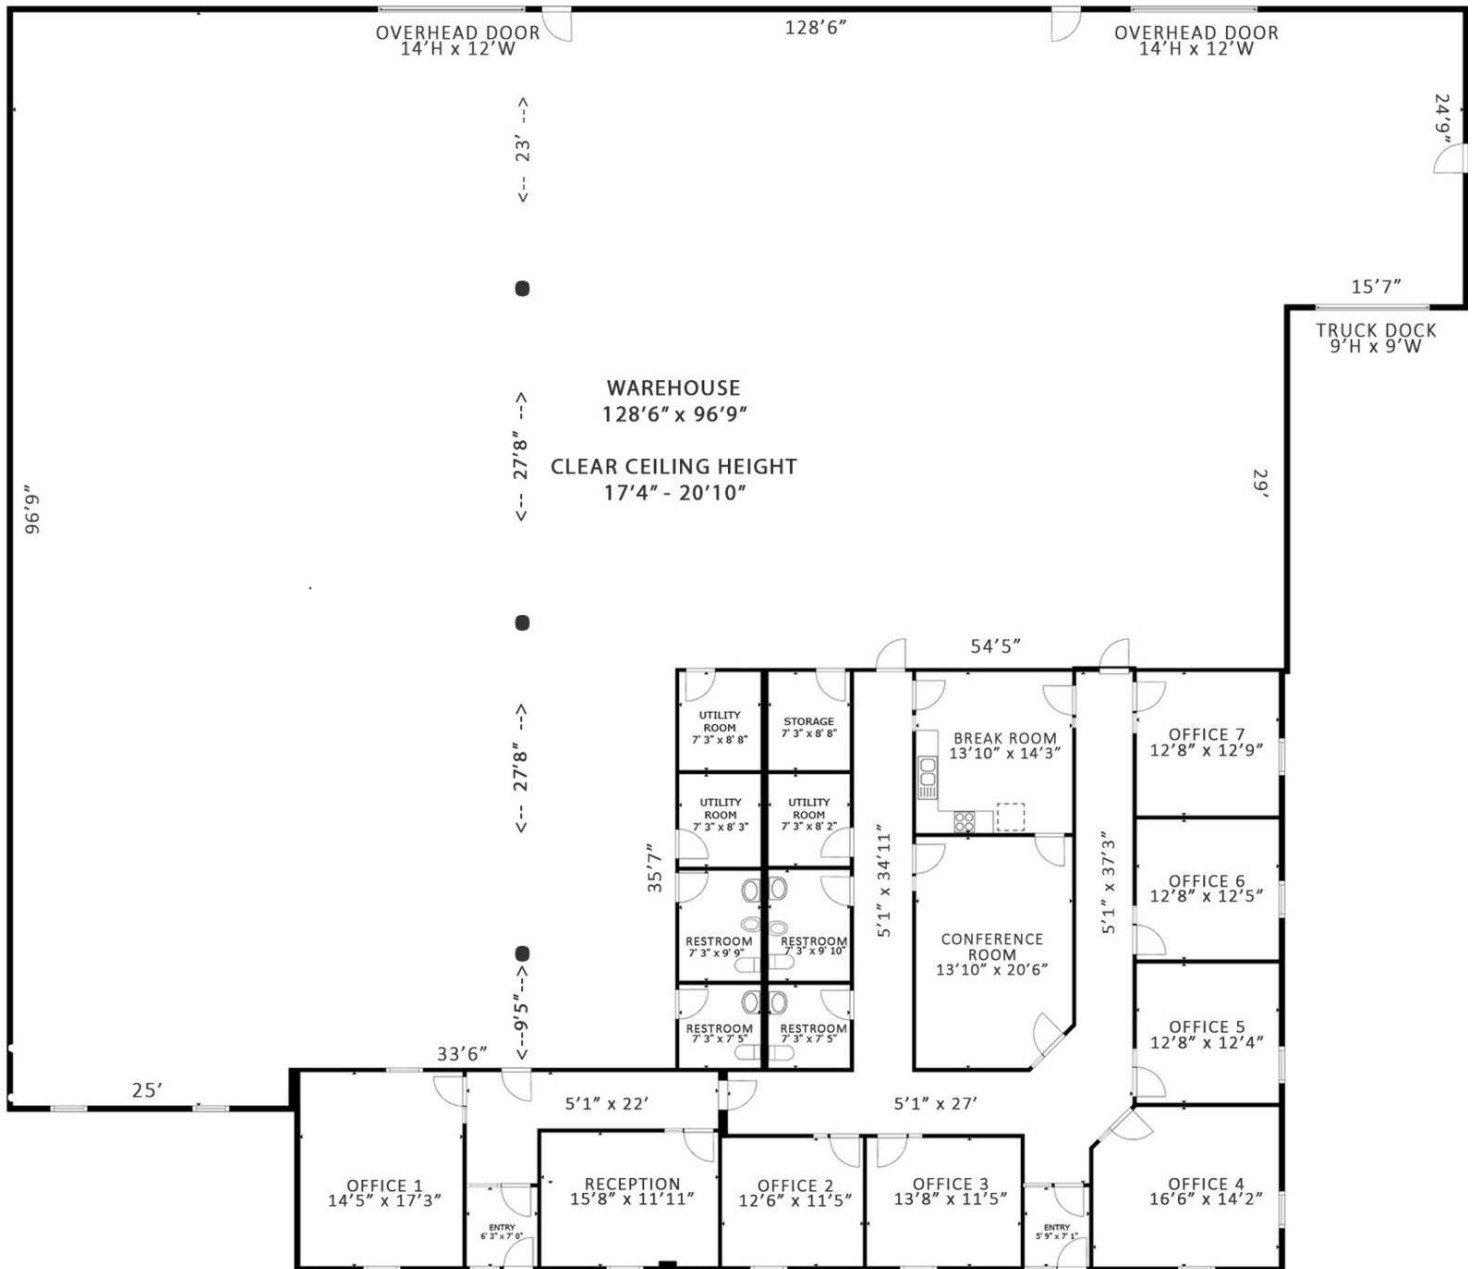 128'6"
OVERHEAD DOOR
14'H x 12'W
OVERHEAD DOOR
14'H x 12'W
24'9"
<--- 23' -->
15'7"
TRUCK DOCK
9'H x 9'W
WAREHOUSE
128'6" x 96'9"
CLEAR CEILING HEIGHT
17'4" - 20'10"
<--- 27'8" -->
96'9"
29'
54'5"
<--- 27'8" -->
UTILITY
ROOM
7' 3" x 8' 8"
STORAGE
7' 3" x 8' 8"
BREAK ROOM
13'10" x 14'3"
OFFICE 7
12'8" x 12'9"
UTILITY
ROOM
7' 3" x 8' 3"
UTILITY
ROOM
7' 3" x 8' 2"
35'7"
5'1" x 34'11"
5'1" x 37'3"
OFFICE 6
12'8" x 12'5"
RESTROOM
7' 3" x 9' 9"
RESTROOM
7' 3" x 9' 10"
CONFERENCE
ROOM
13'10" x 20'6"
<---9'5"-->
RESTROOM
7' 3" x 7' 5"
RESTROOM
7' 3" x 7' 5"
OFFICE 5
12'8" x 12'4"
33'6"
25'
5'1" x 22'
5'1" x 27'
OFFICE 1
14'5" x 17'3"
RECEPTION
15'8" x 11'11"
OFFICE 2
12'6" x 11'5"
OFFICE 3
13'8" x 11'5"
OFFICE 4
16'6" x 14'2"
ENTRY
6' 3" x 7' 0"
ENTRY
5' 9" x 7' 1"